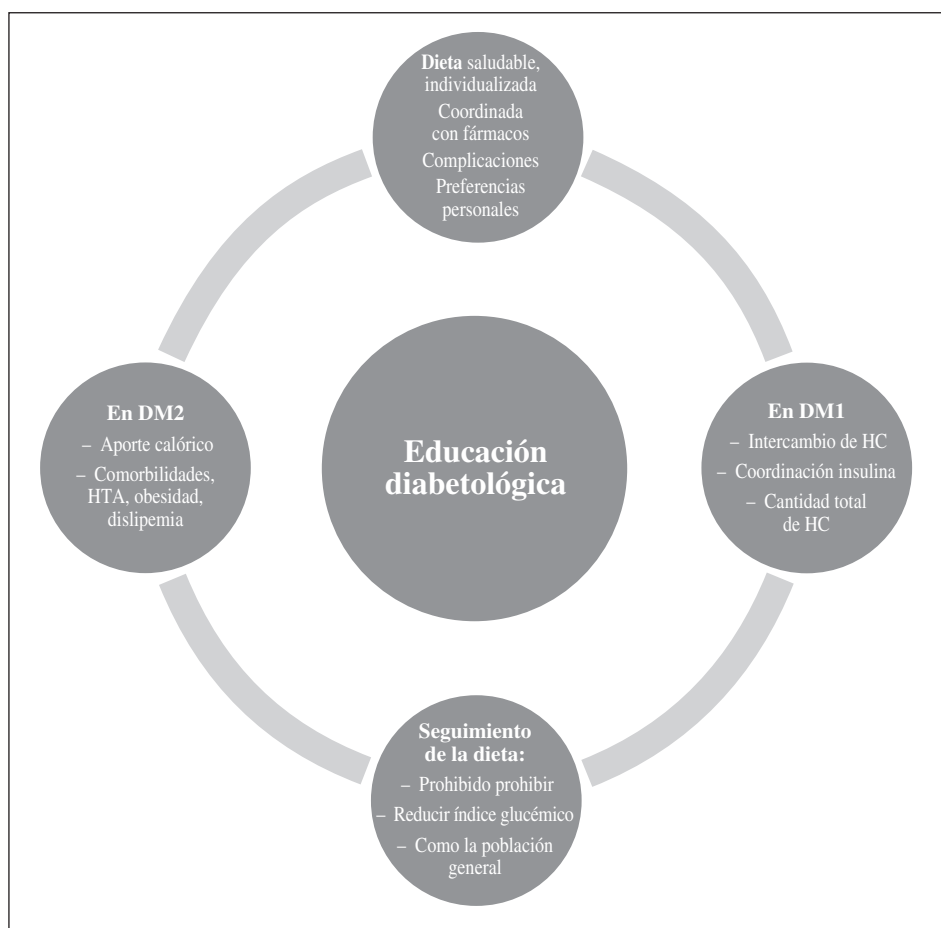 Dieta saludable,
individualizada
Coordinada
con fármacos
Complicaciones
Preferencias
personales
En DM2
– Aporte calórico
– Comorbilidades,
HTA, obesidad,
dislipemia
Educación
diabetológica
En DM1
– Intercambio de HC
– Coordinación insulina
– Cantidad total
de HC
Seguimiento
de la dieta:
– Prohibido prohibir
– Reducir índice glucémico
– Como la población
general